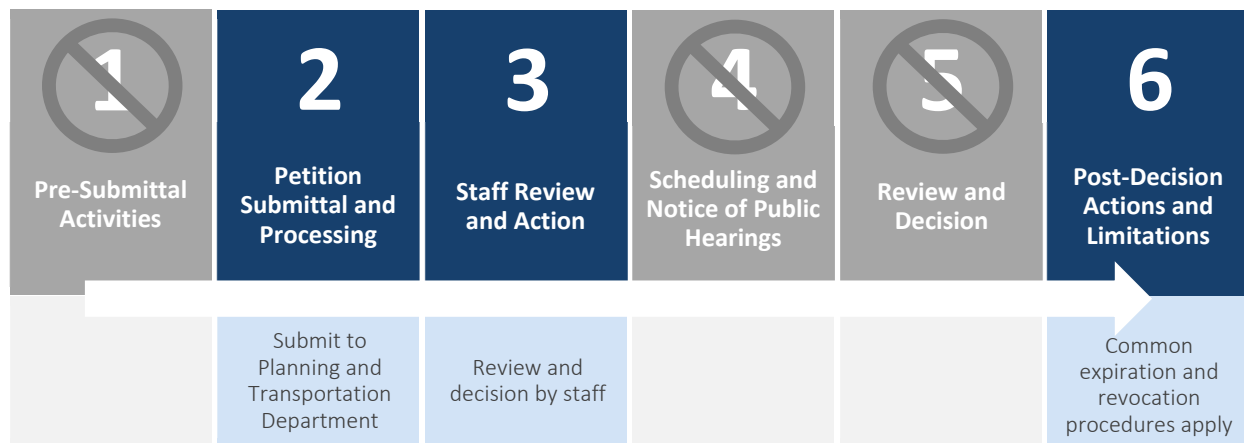 1
Pre-Submittal
Activities
2
Petition
Submittal and
Processing
3
Staff Review
and Action
4
Scheduling and
Notice of Public
Hearings
5
Review and
Decision
6
Post-Decision
Actions and
Limitations
Submit to
Planning and
Transportation
Department
Review and
decision by staff
Common
expiration and
revocation
procedures apply